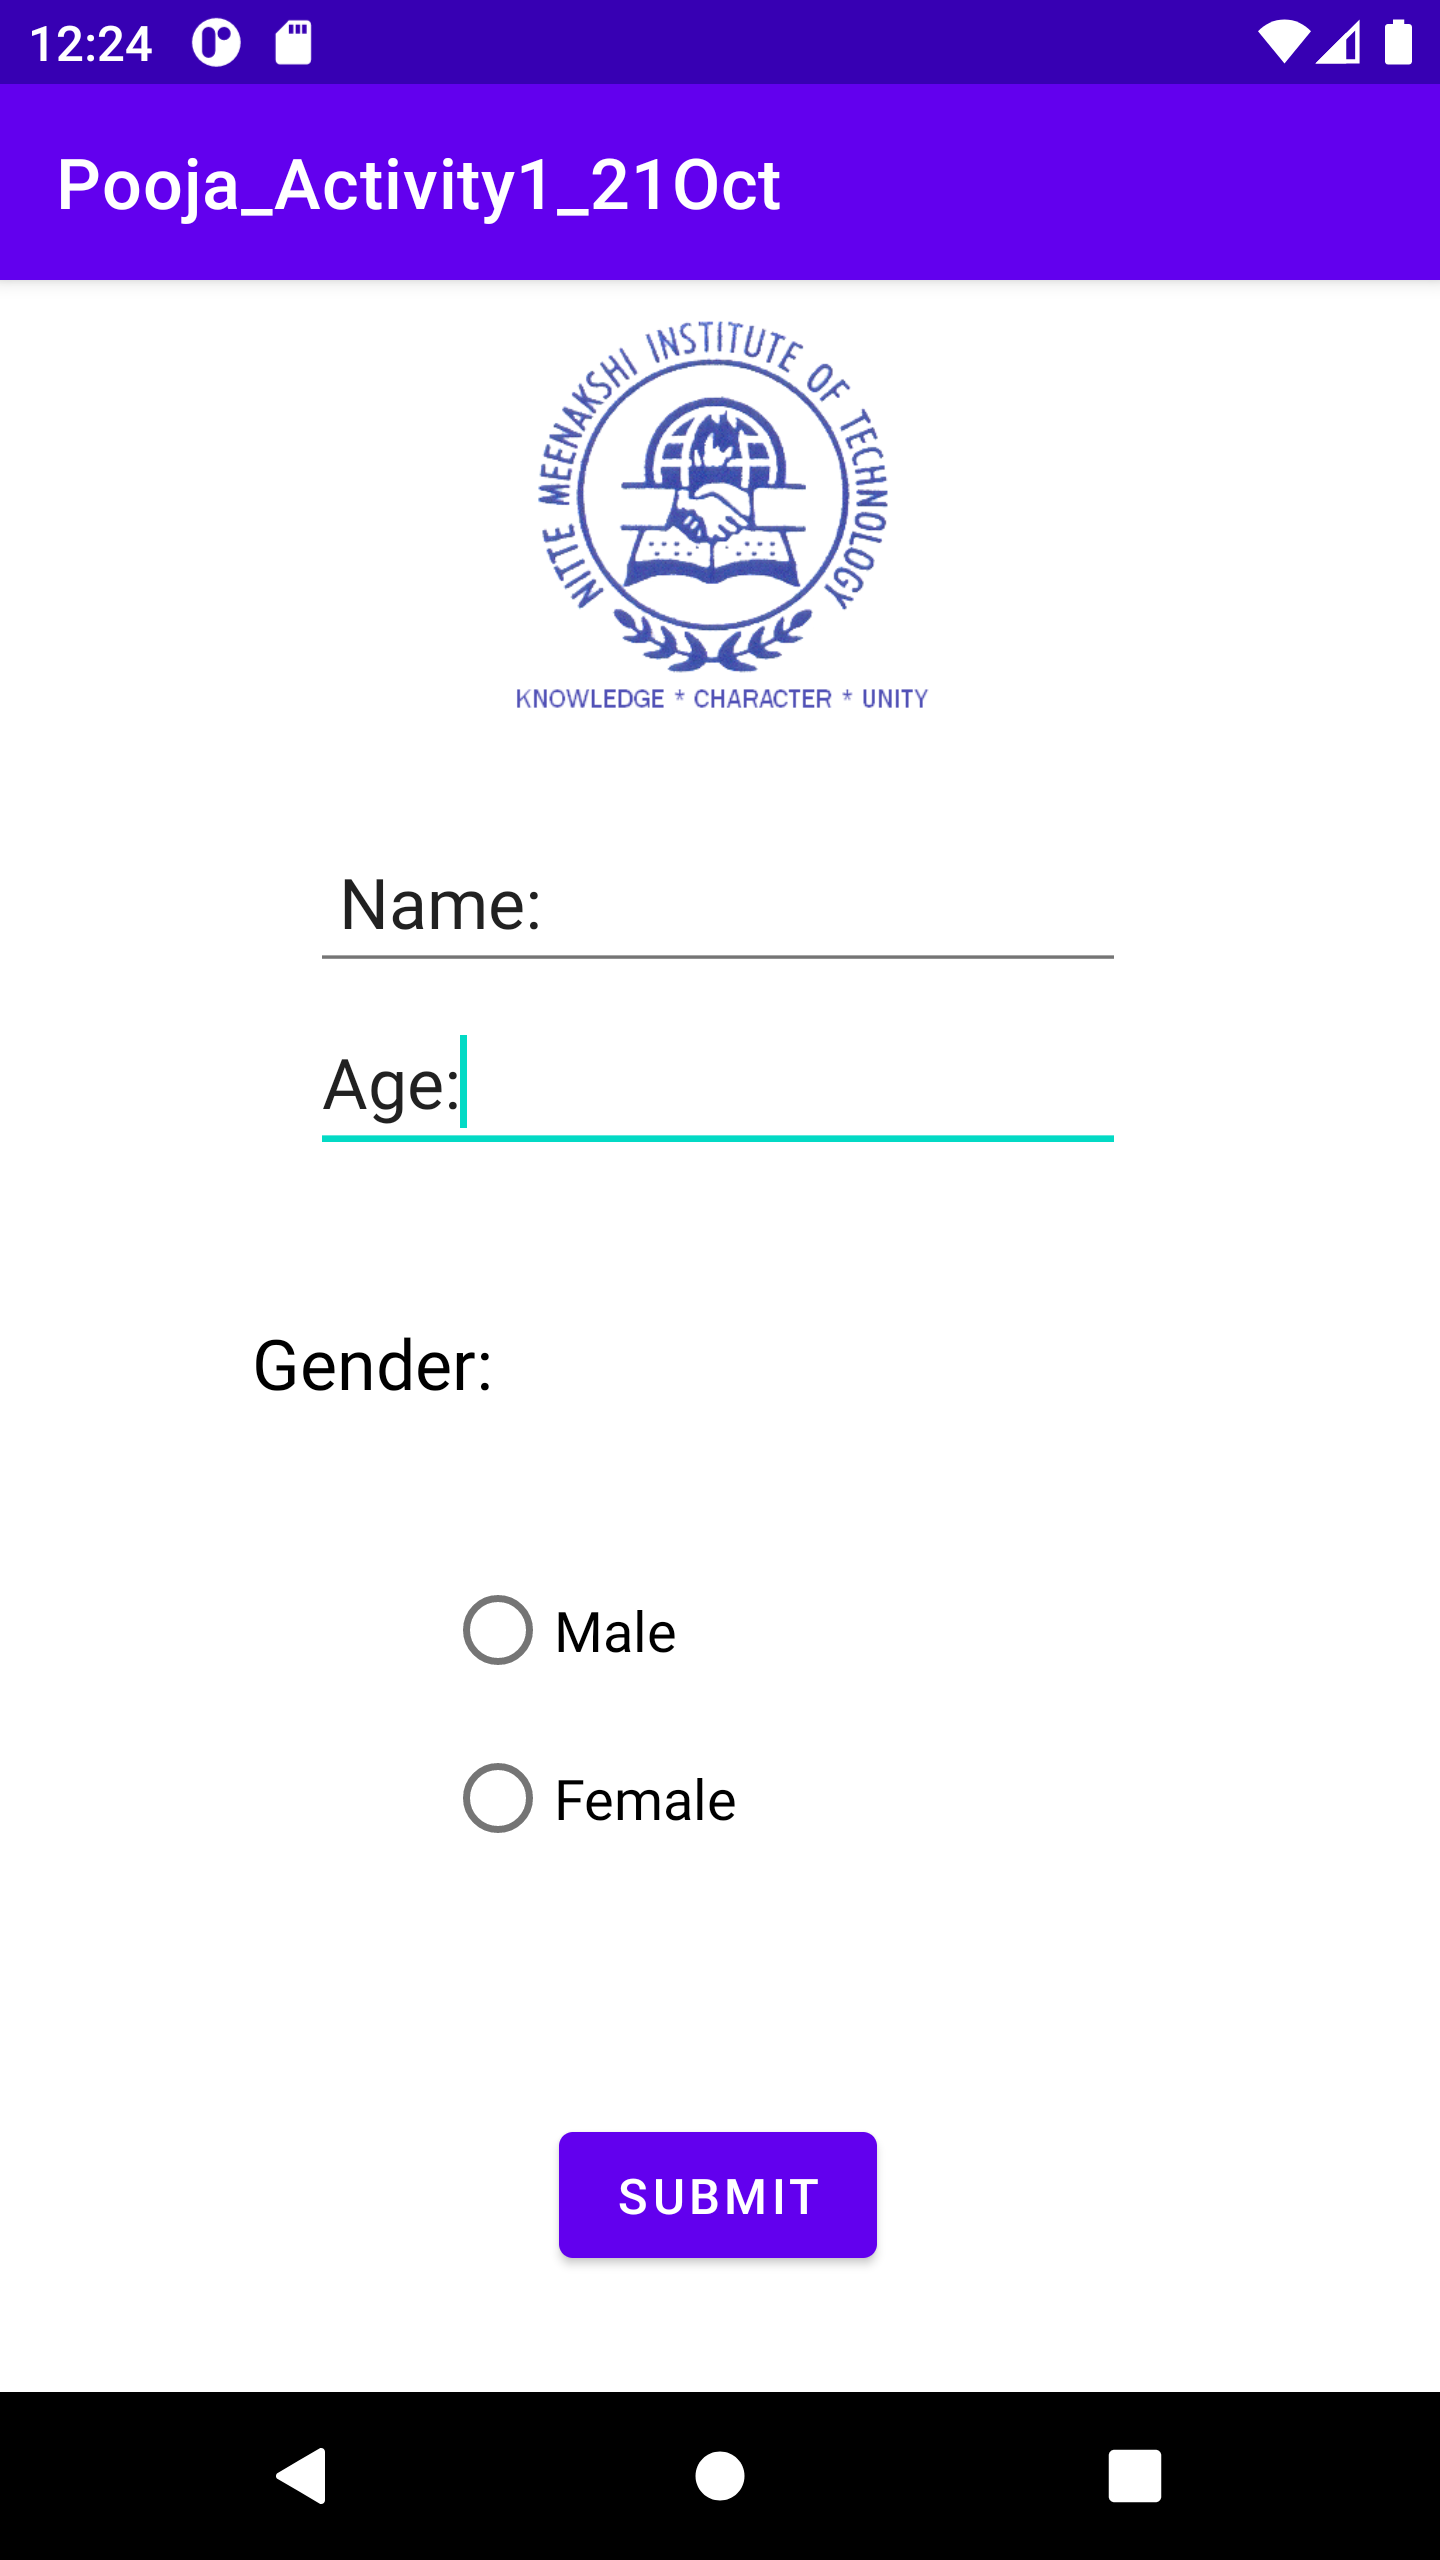 12:24
Pooja_Activity1_21Oct
NITTE MEENAKSHI INSTITUTE OF TECHNOLOGY
KNOWLEDGE * CHARACTER * UNITY
Name:
Age:
Gender:
Male
Female
SUBMIT